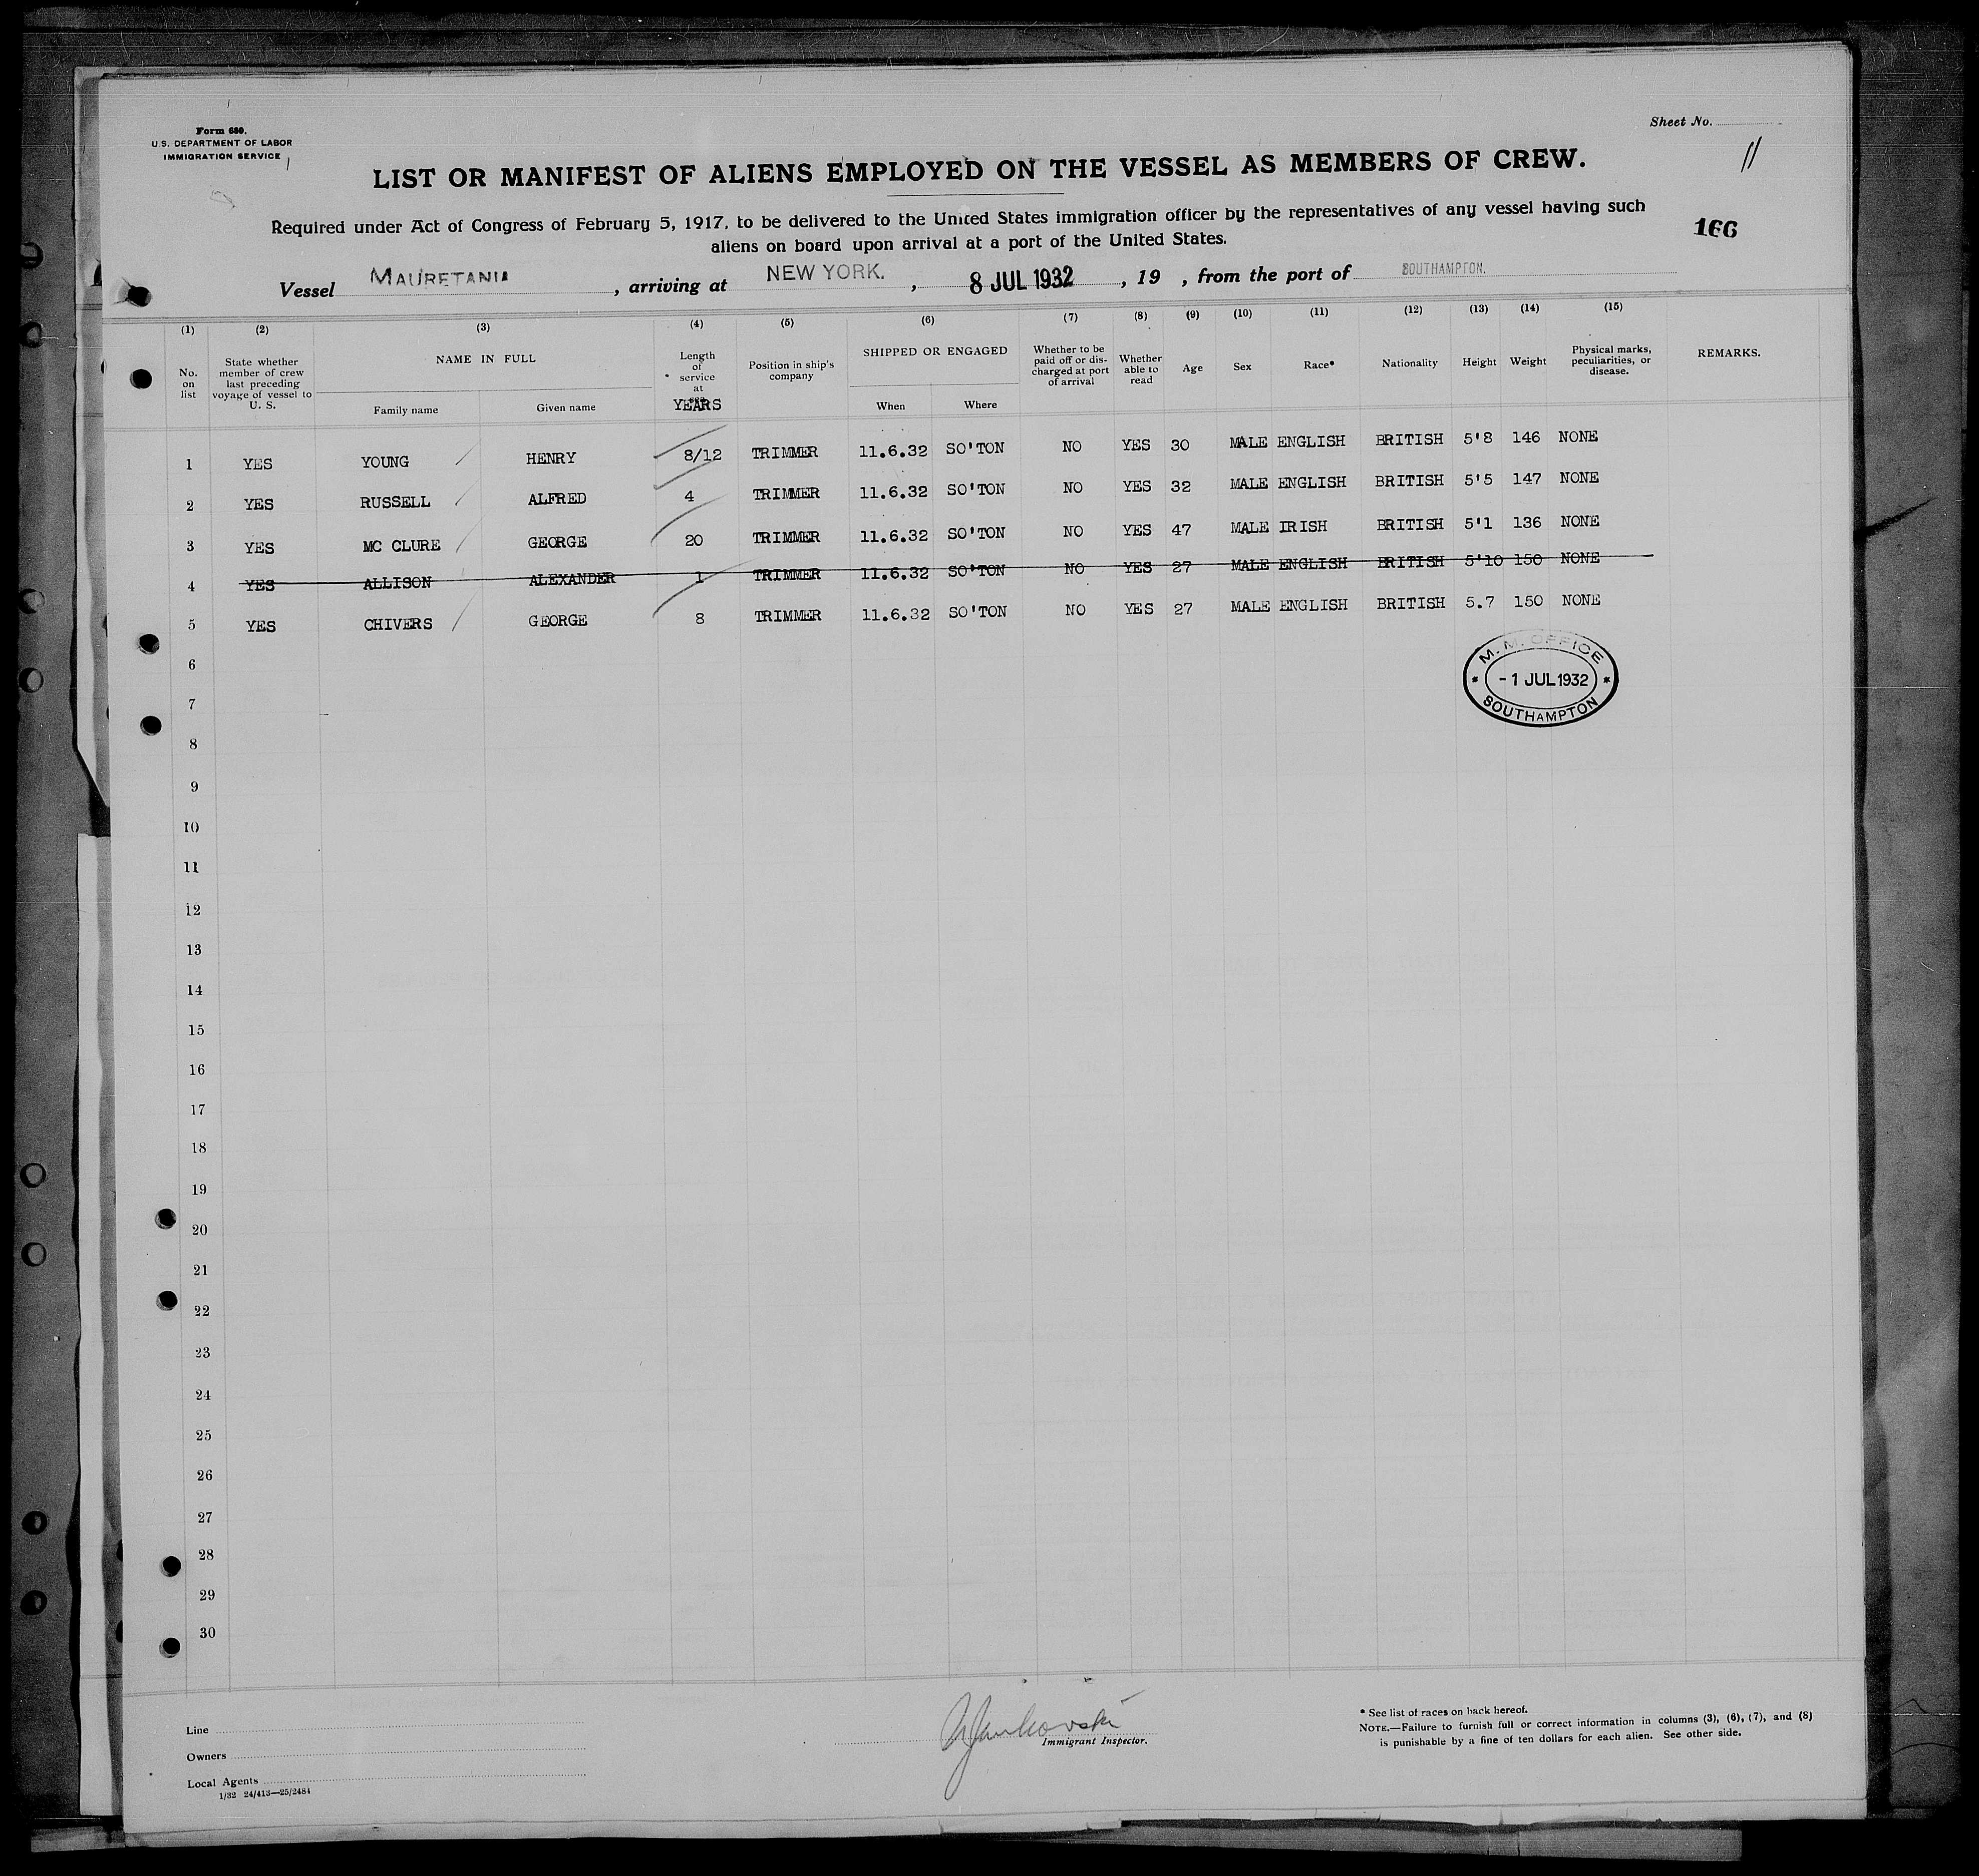 Form 680.
U.S. DEPARTMENT OF LABOR
IMMIGRATION SERVICE
Sheet No.
11
LIST OR MANIFEST OF ALIENS EMPLOYED ON THE VESSEL AS MEMBERS OF CREW.
Required under Act of Congress of February 5, 1917, to be delivered to the United States immigration officer by the representatives of any vessel having such
aliens on board upon arrival at a port of the United States.
166
Vessel MAURETANIA, arriving at NEW YORK., 8 JUL 1932, 19 , from the port of SOUTHAMPTON.
(1) (2) (3) (4) (5) (6) (7) (8) (9) (10) (11) (12) (13) (14) (15)
No. on list State whether member of crew last preceding voyage of vessel to U. S. NAME IN FULL Family name Given name Length of service at sea YEARS Position in ship's company SHIPPED OR ENGAGED When Where Whether to be paid off or discharged at port of arrival Whether able to read Age Sex Race* Nationality Height Weight Physical marks, peculiarities, or disease. REMARKS.
1 YES YOUNG HENRY 8/12 TRIMMER 11.6.32 SO'TON NO YES 30 MALE ENGLISH BRITISH 5'8 146 NONE
2 YES RUSSELL ALFRED 4 TRIMMER 11.6.32 SO'TON NO YES 32 MALE ENGLISH BRITISH 5'5 147 NONE
3 YES MC CLURE GEORGE 20 TRIMMER 11.6.32 SO'TON NO YES 47 MALE IRISH BRITISH 5'1 136 NONE
4 YES ALLISON ALEXANDER 1 TRIMMER 11.6.32 SO'TON NO YES 27 MALE ENGLISH BRITISH 5'10 150 NONE
5 YES CHIVERS GEORGE 8 TRIMMER 11.6.32 SO'TON NO YES 27 MALE ENGLISH BRITISH 5.7 150 NONE
M. M. OFFICE
- 1 JUL 1932
SOUTHAMPTON
6
7
8
9
10
11
12
13
14
15
16
17
18
19
20
21
22
23
24
25
26
27
28
29
30
Line
Owners
Local Agents
1/32 24/413—25/2484
Immigrant Inspector.
* See list of races on back hereof.
NOTE.—Failure to furnish full or correct information in columns (3), (6), (7), and (8)
is punishable by a fine of ten dollars for each alien. See other side.